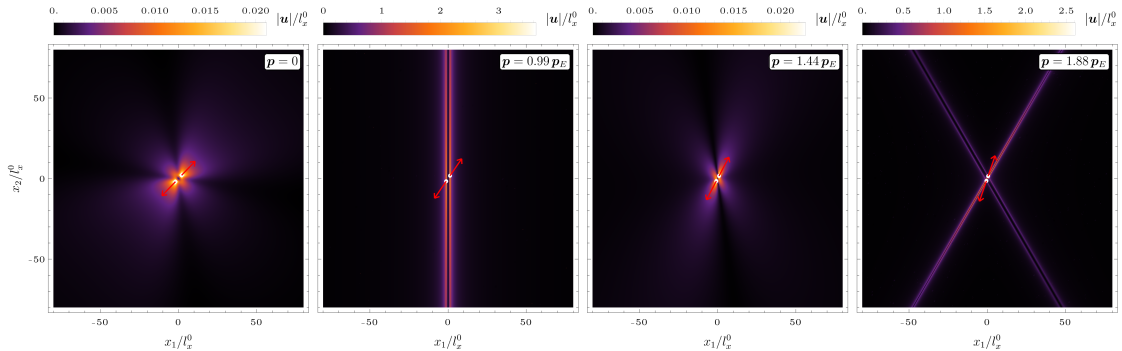 0. 0.005 0.010 0.015 0.020 |u|/l_x^0
0 1 2 3 |u|/l_x^0
0. 0.005 0.010 0.015 0.020 |u|/l_x^0
0. 0.5 1.0 1.5 2.0 2.5 |u|/l_x^0
p = 0
p = 0.99 p_E
p = 1.44 p_E
p = 1.88 p_E
50
0
-50
x_2/l_x^0
-50 0 50
-50 0 50
-50 0 50
-50 0 50
x_1/l_x^0
x_1/l_x^0
x_1/l_x^0
x_1/l_x^0